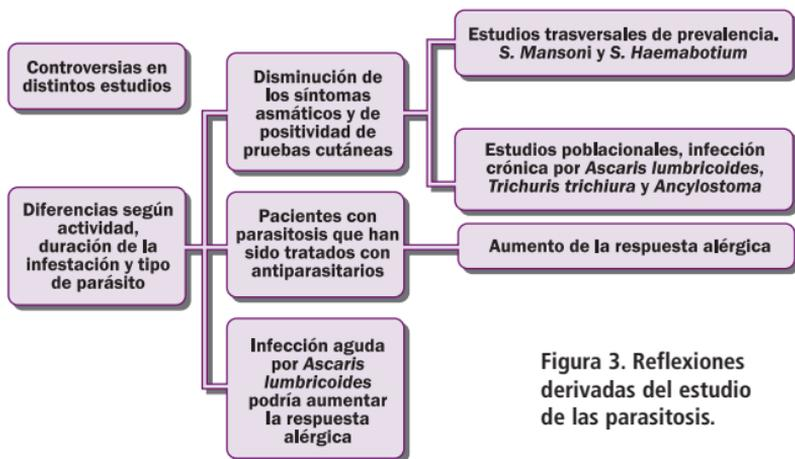 Controversias en
distintos estudios
Diferencias según
actividad,
duración de la
infestación y tipo
de parásito
Disminución de
los síntomas
asmáticos y de
positividad de
pruebas cutáneas
Estudios trasversales de prevalencia.
S. Mansoni y S. Haemabotium
Estudios poblacionales, infección
crónica por Ascaris lumbricoides,
Trichuris trichiura y Ancylostoma
Pacientes con
parasitosis que han
sido tratados con
antiparasitarios
Aumento de la respuesta alérgica
Infección aguda
por Ascaris
lumbricoides
podría aumentar
la respuesta
alérgica
Figura 3. Reflexiones
derivadas del estudio
de las parasitosis.